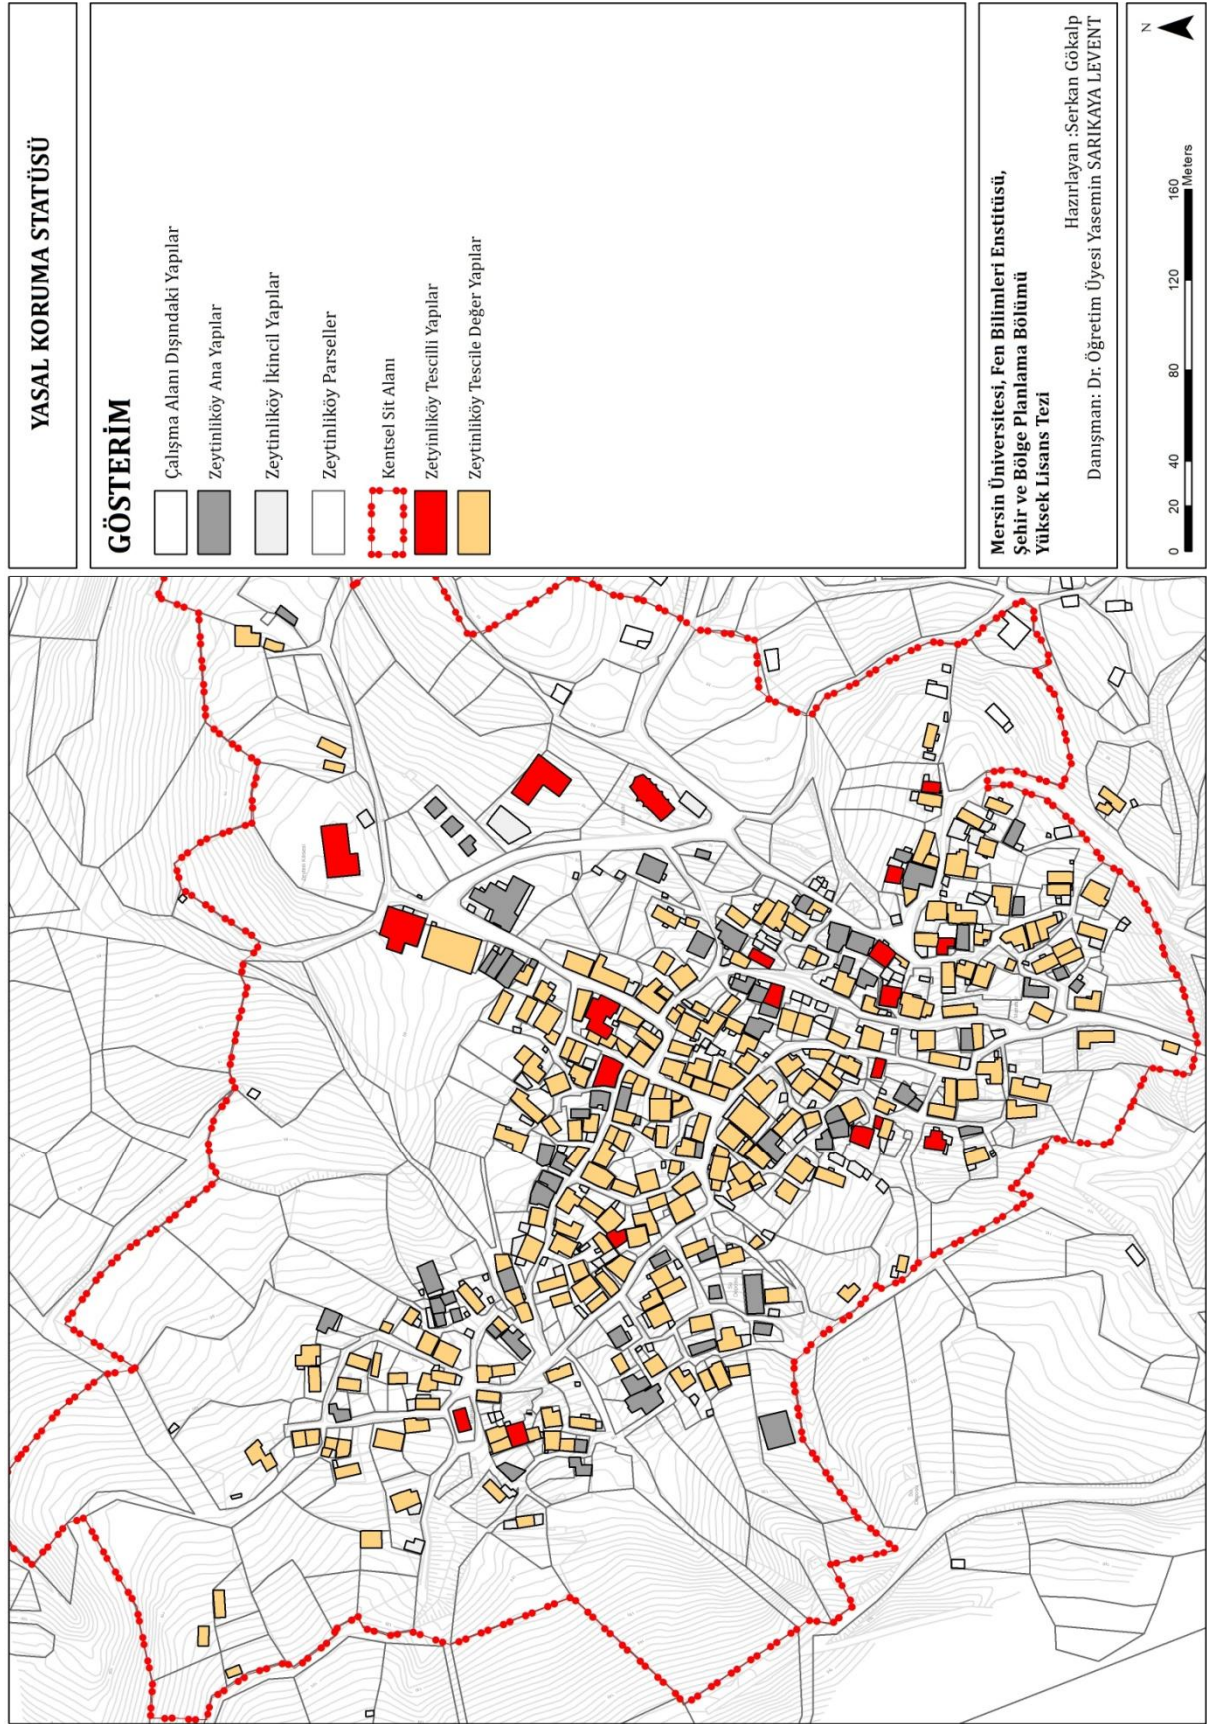 YASAL KORUMA STATÜSÜ
GÖSTERİM
Çalışma Alanı Dışındaki Yapılar
Zeytinliköy Ana Yapılar
Zeytinliköy İkincil Yapılar
Zeytinliköy Parseller
Kentsel Sit Alanı
Zetyinliköy Tescilli Yapılar
Zeytinliköy Tescile Değer Yapılar
Mersin Üniversitesi, Fen Bilimleri Enstitüsü,
Şehir ve Bölge Planlama Bölümü
Yüksek Lisans Tezi
Hazırlayan :Serkan Gökalp
Danışman: Dr. Öğretim Üyesi Yasemin SARIKAYA LEVENT
N
0 20 40 80 120 160
Meters